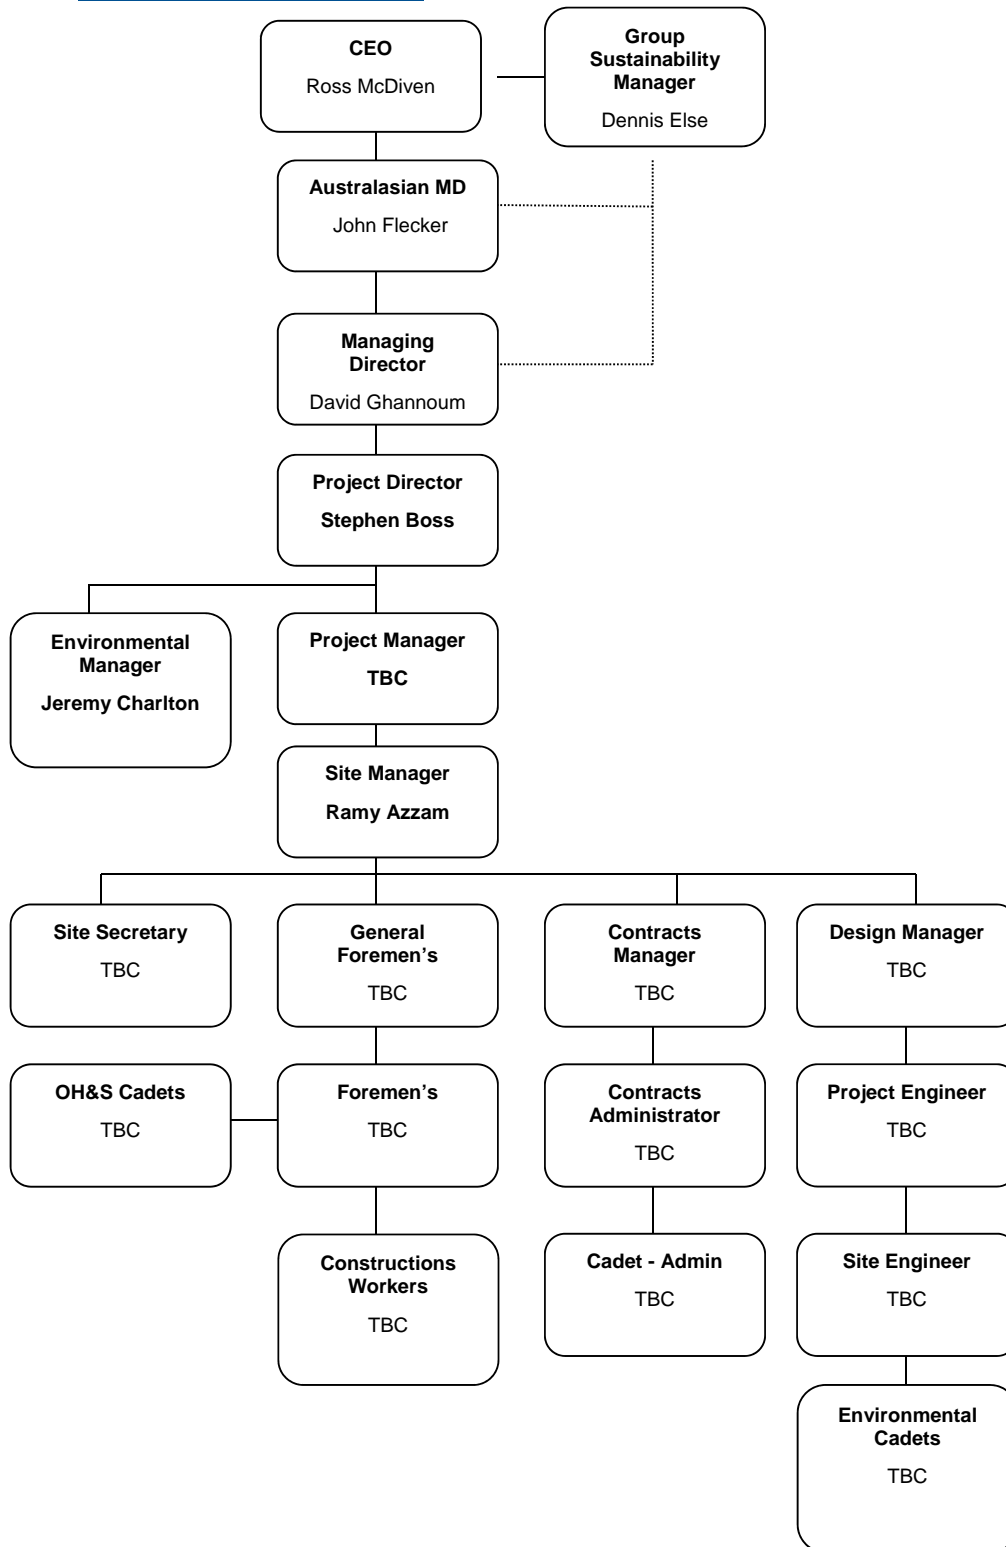 CEO
Ross McDiven
Group
Sustainability
Manager
Dennis Else
Australasian MD
John Flecker
Managing
Director
David Ghannoum
Project Director
Stephen Boss
Environmental
Manager
Jeremy Charlton
Project Manager
TBC
Site Manager
Ramy Azzam
Site Secretary
TBC
General
Foremen's
TBC
Contracts
Manager
TBC
Design Manager
TBC
OH&S Cadets
TBC
Foremen's
TBC
Contracts
Administrator
TBC
Project Engineer
TBC
Constructions
Workers
TBC
Cadet - Admin
TBC
Site Engineer
TBC
Environmental
Cadets
TBC